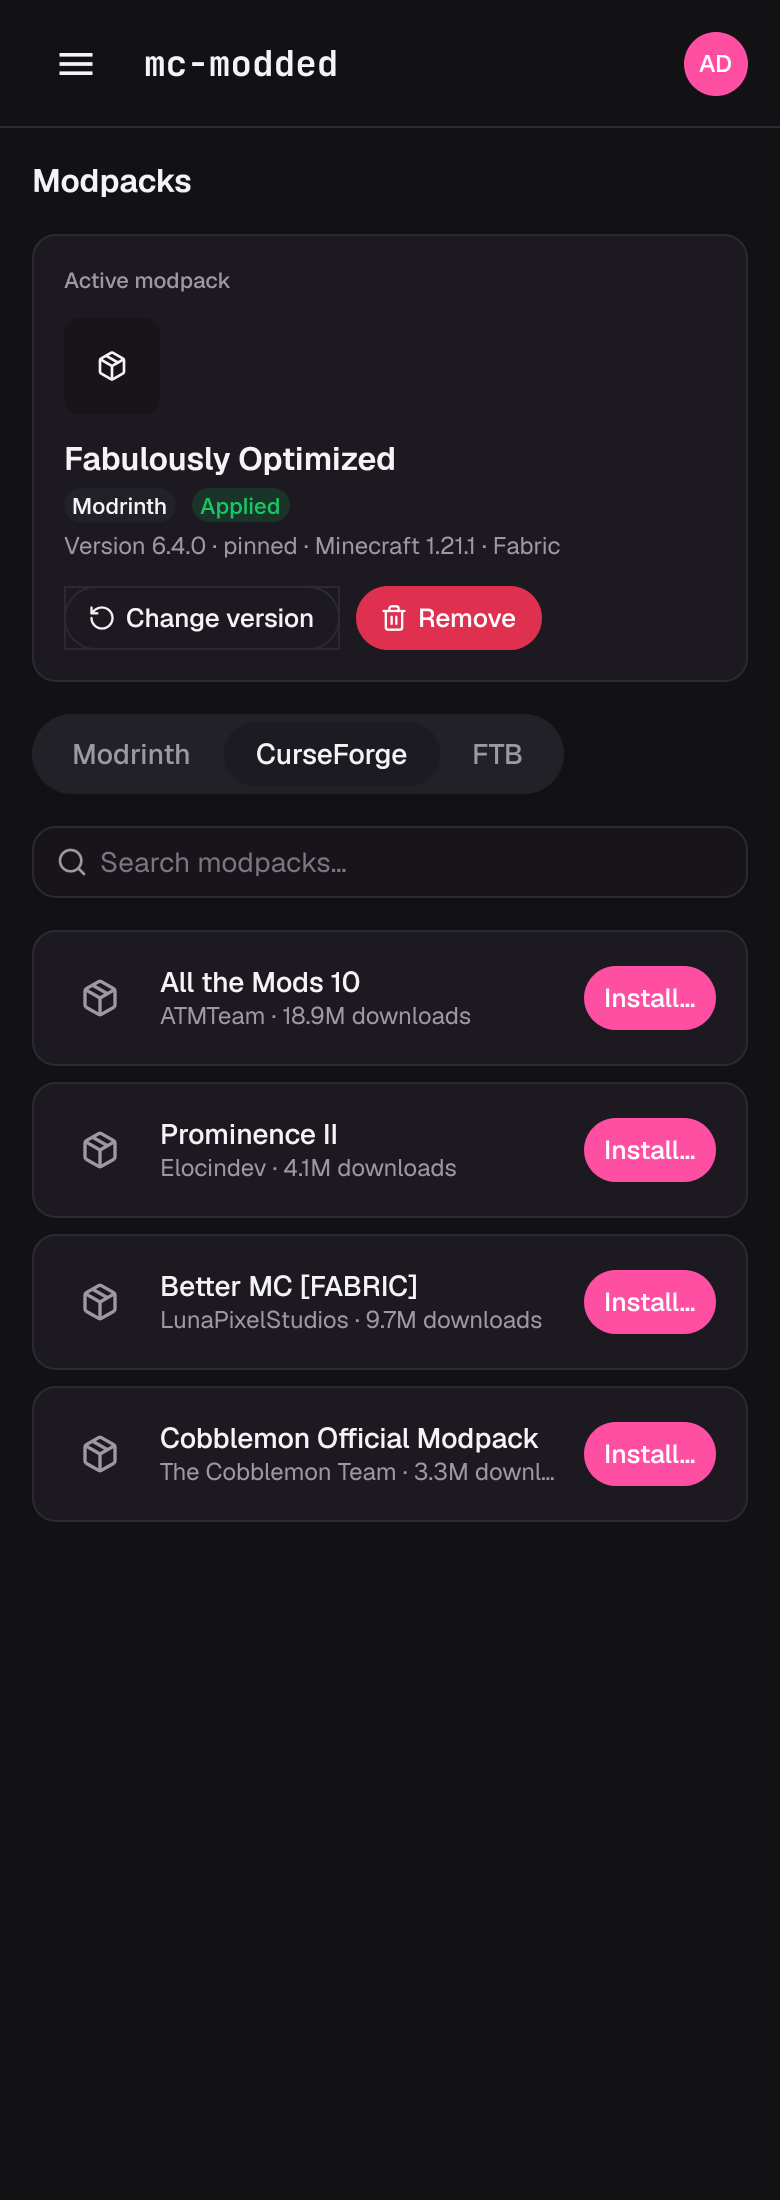 mc-modded
AD
Modpacks
Active modpack
Fabulously Optimized
Modrinth Applied
Version 6.4.0 · pinned · Minecraft 1.21.1 · Fabric
Change version Remove
Modrinth CurseForge FTB
Search modpacks...
All the Mods 10
ATMTeam · 18.9M downloads
Install...
Prominence II
Elocindev · 4.1M downloads
Install...
Better MC [FABRIC]
LunaPixelStudios · 9.7M downloads
Install...
Cobblemon Official Modpack
The Cobblemon Team · 3.3M downl...
Install...